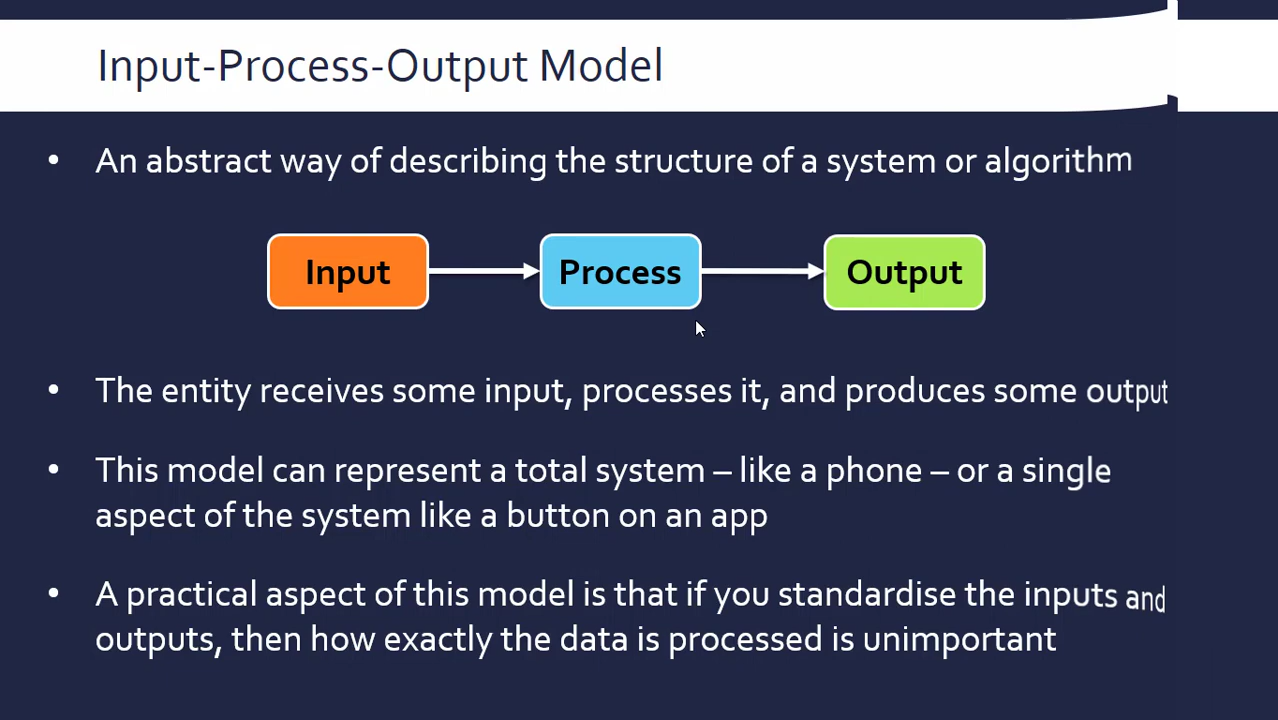 Input-Process-Output Model
• An abstract way of describing the structure of a system or algorithm
Input
Process
Output
• The entity receives some input, processes it, and produces some output
• This model can represent a total system – like a phone – or a single
aspect of the system like a button on an app
• A practical aspect of this model is that if you standardise the inputs and
outputs, then how exactly the data is processed is unimportant